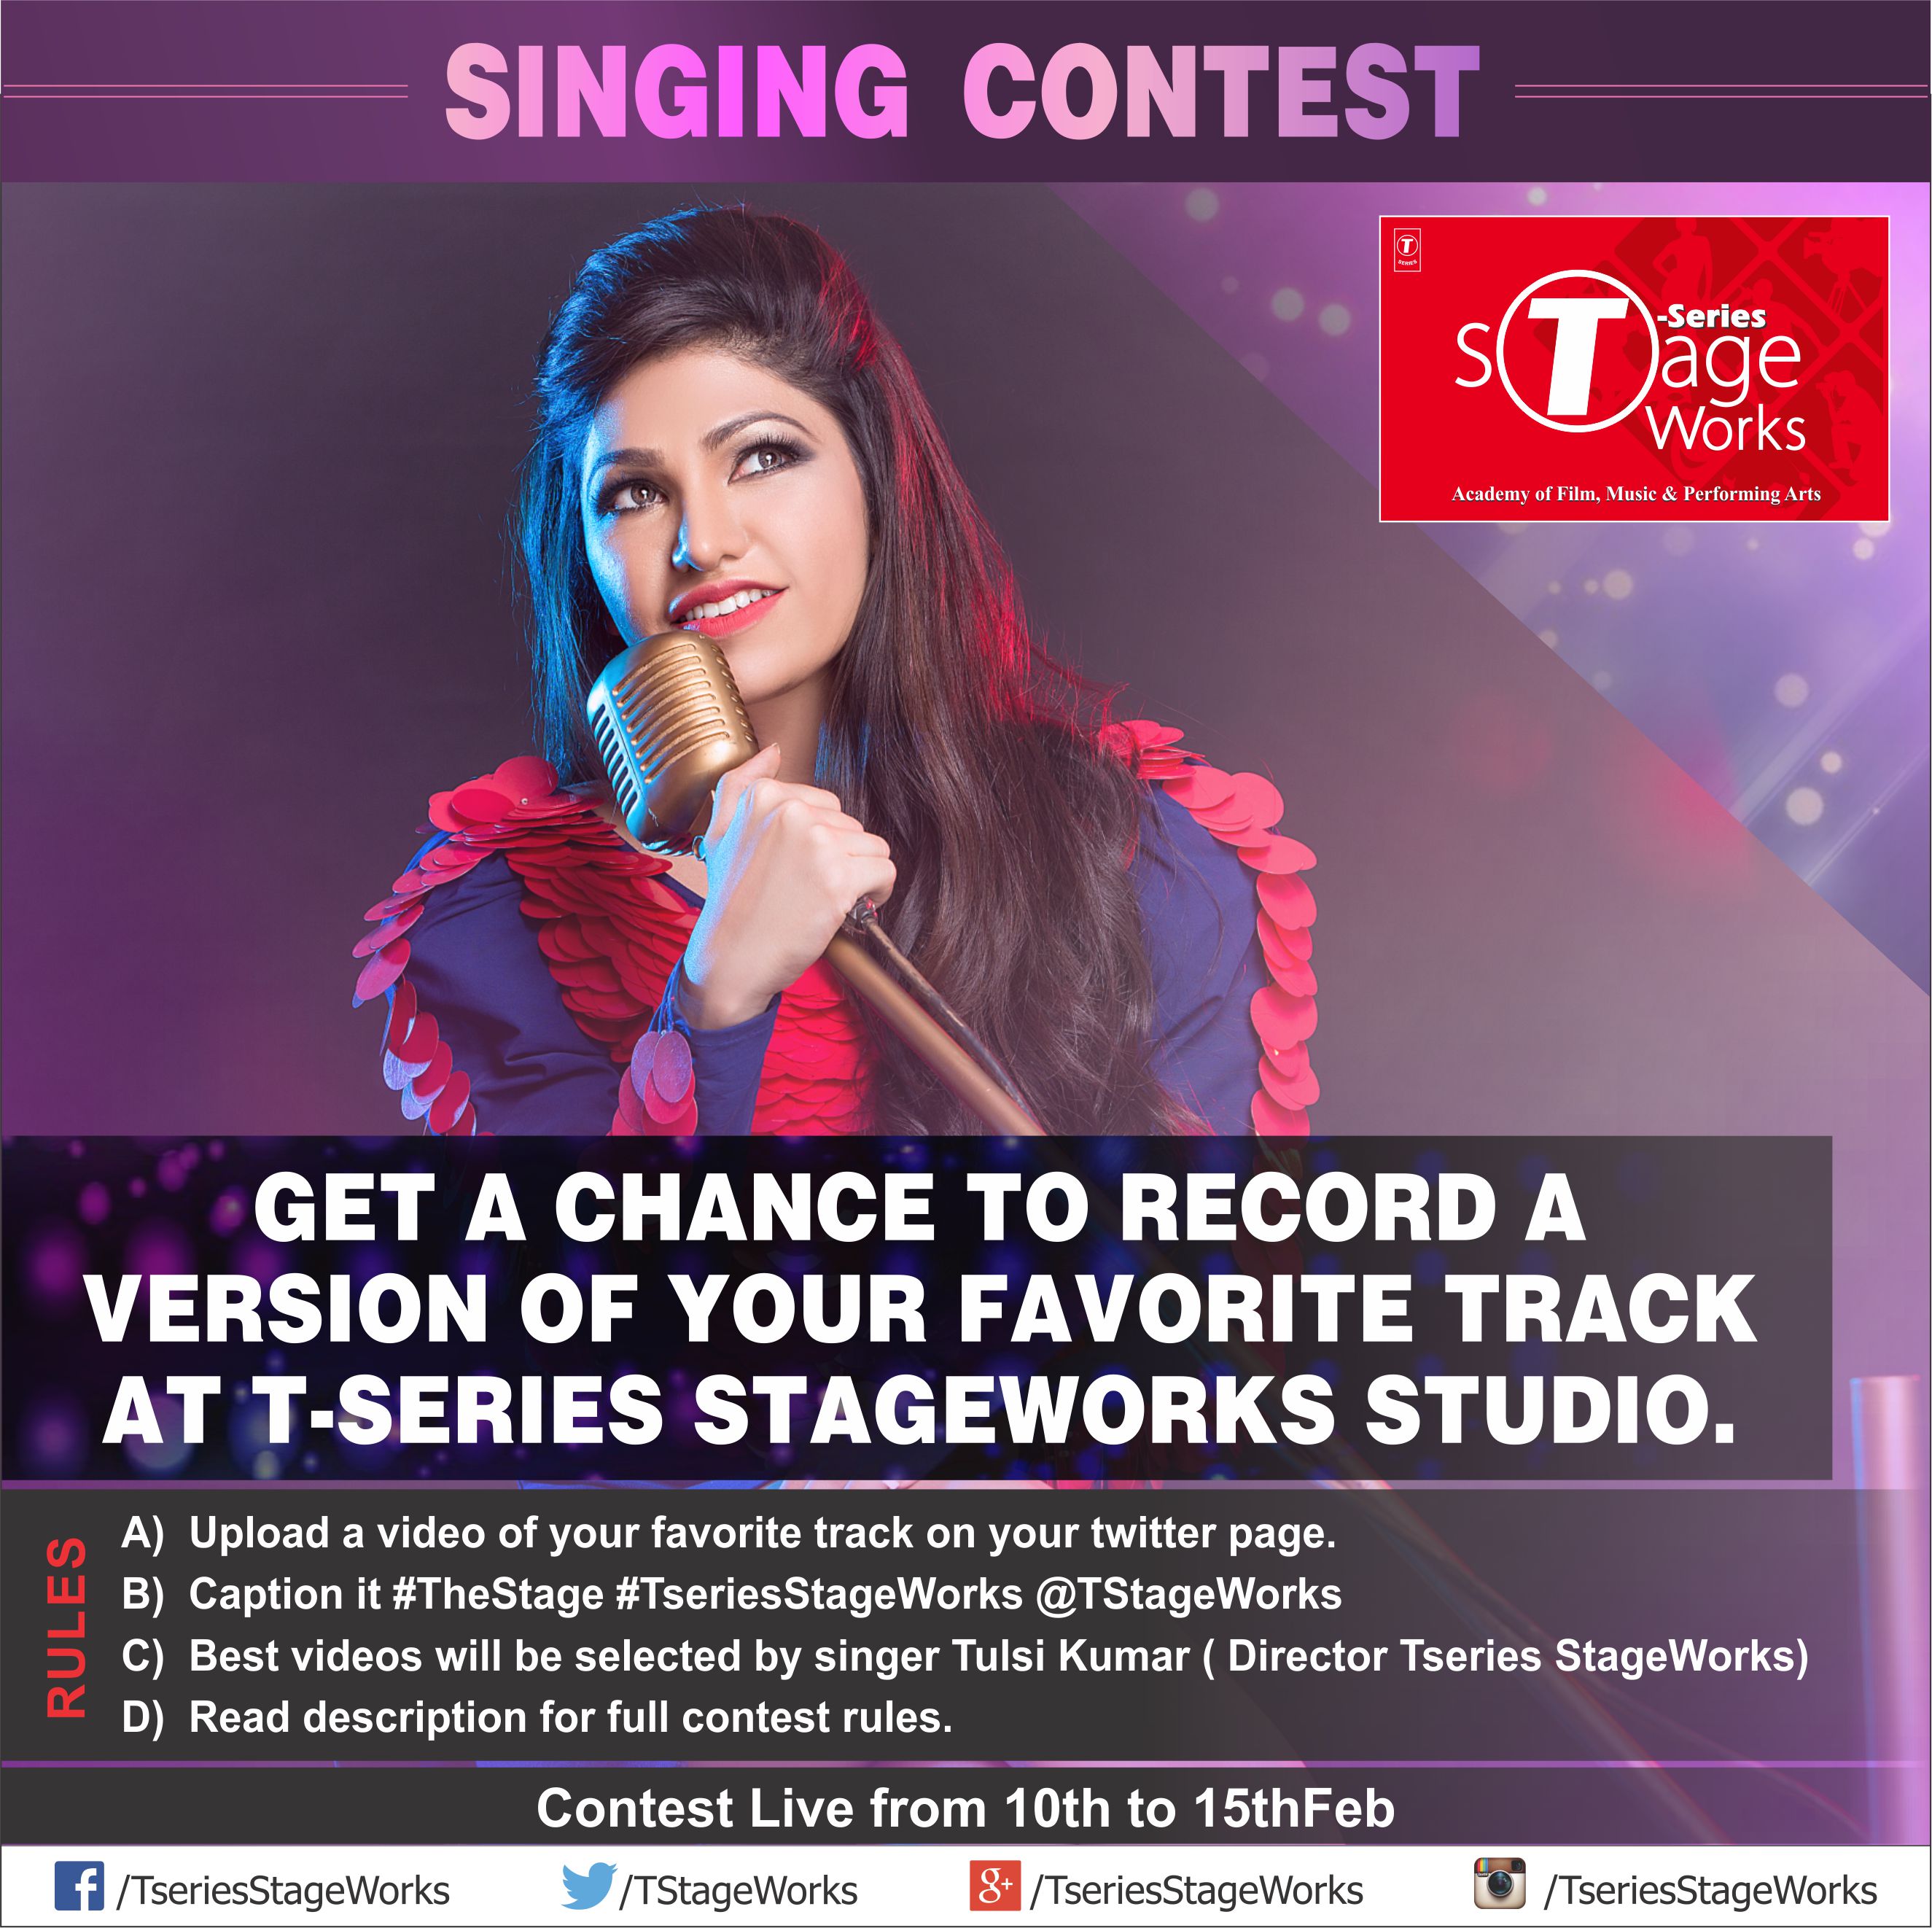 SINGING CONTEST
T
SERIES
sTage
-Series
Works
Academy of Film, Music & Performing Arts
GET A CHANCE TO RECORD A
VERSION OF YOUR FAVORITE TRACK
AT T-SERIES STAGEWORKS STUDIO.
RULES
A) Upload a video of your favorite track on your twitter page.
B) Caption it #TheStage #TseriesStageWorks @TStageWorks
C) Best videos will be selected by singer Tulsi Kumar ( Director Tseries StageWorks)
D) Read description for full contest rules.
Contest Live from 10th to 15thFeb
f /TseriesStageWorks
/TStageWorks
g+ /TseriesStageWorks
/TseriesStageWorks